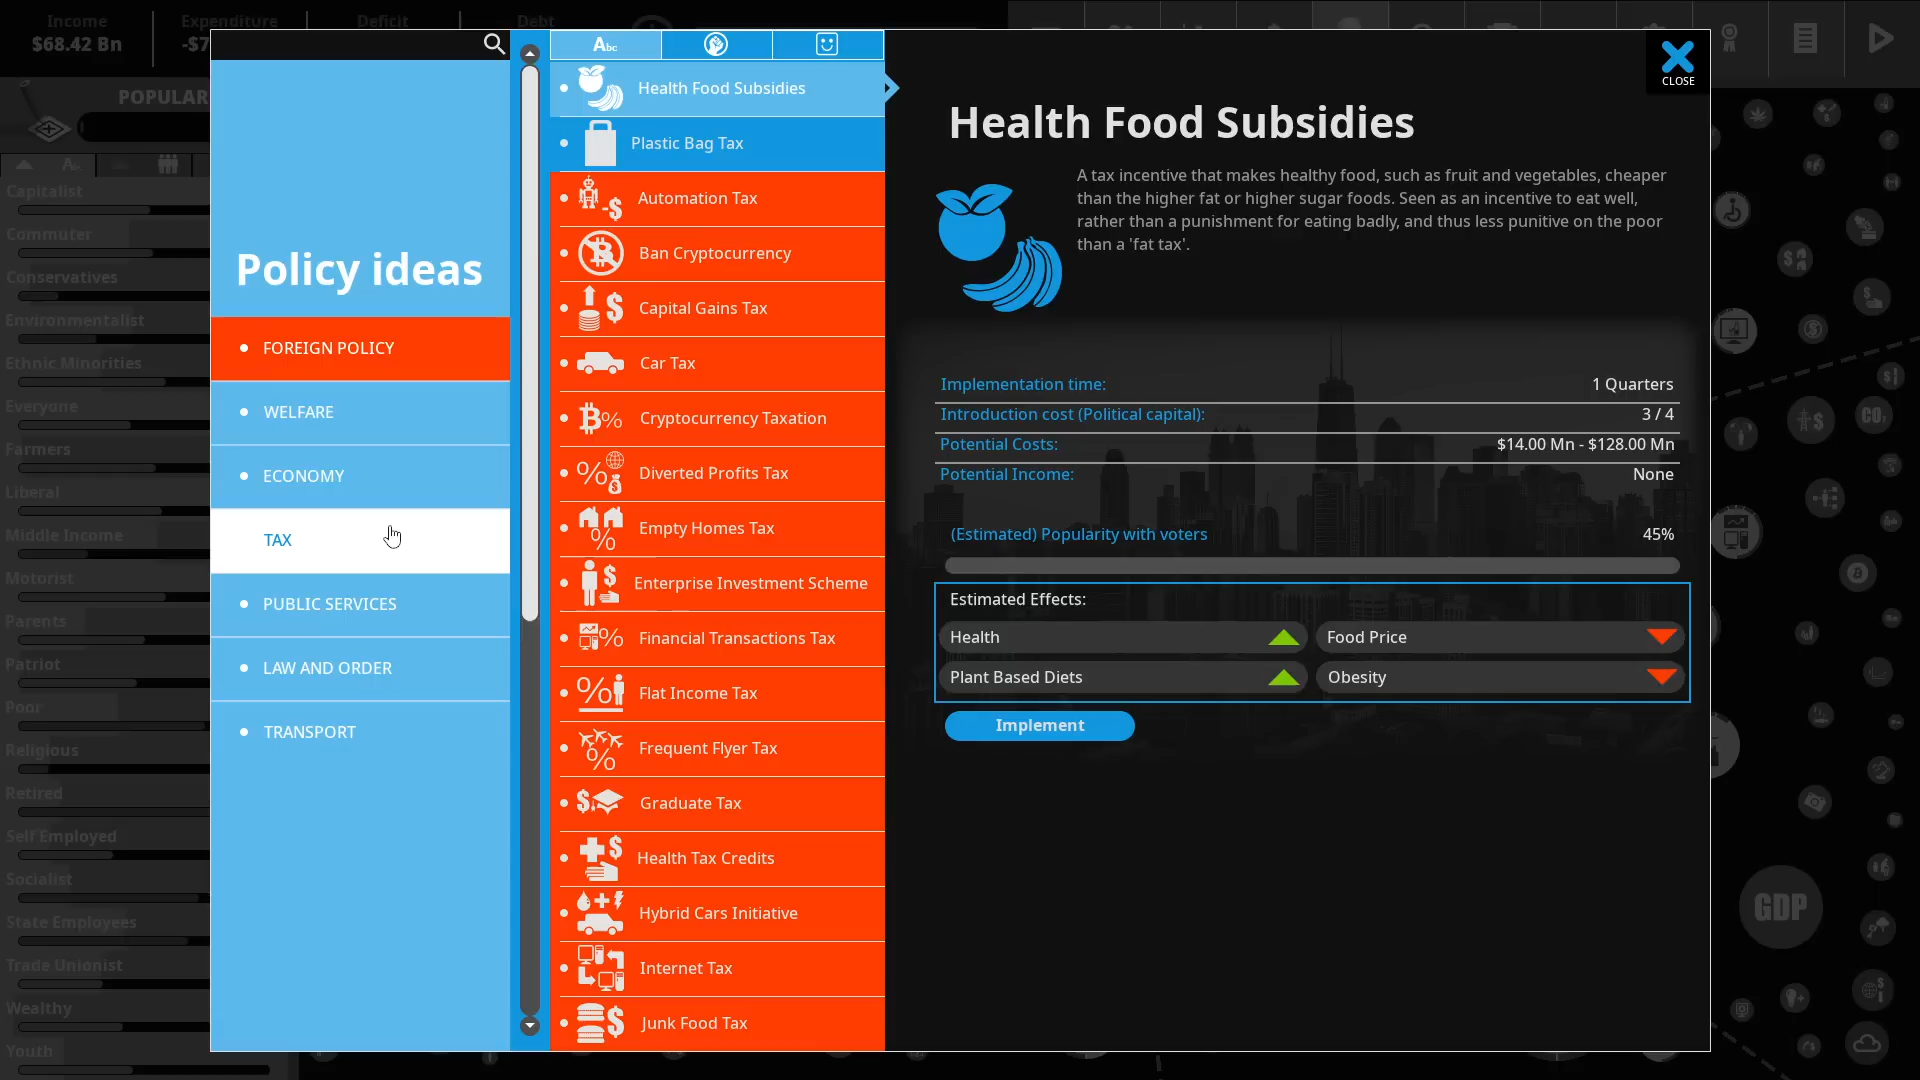 Income
Expenditure
Deficit
Debt
$68.42 Bn
-$7
POPULAR
Capitalist
Commuter
Conservatives
Environmentalist
Ethnic Minorities
Everyone
Farmers
Liberal
Middle Income
Motorist
Parents
Patriot
Poor
Religious
Retired
Self Employed
Socialist
State Employees
Trade Unionist
Wealthy
Youth
Policy ideas
FOREIGN POLICY
WELFARE
ECONOMY
TAX
PUBLIC SERVICES
LAW AND ORDER
TRANSPORT
Abc
Health Food Subsidies
Plastic Bag Tax
Automation Tax
Ban Cryptocurrency
Capital Gains Tax
Car Tax
Cryptocurrency Taxation
Diverted Profits Tax
Empty Homes Tax
Enterprise Investment Scheme
Financial Transactions Tax
Flat Income Tax
Frequent Flyer Tax
Graduate Tax
Health Tax Credits
Hybrid Cars Initiative
Internet Tax
Junk Food Tax
CLOSE
Health Food Subsidies
A tax incentive that makes healthy food, such as fruit and vegetables, cheaper
than the higher fat or higher sugar foods. Seen as an incentive to eat well,
rather than a punishment for eating badly, and thus less punitive on the poor
than a 'fat tax'.
Implementation time: 1 Quarters
Introduction cost (Political capital): 3 / 4
Potential Costs: $14.00 Mn - $128.00 Mn
Potential Income: None
(Estimated) Popularity with voters 45%
Estimated Effects:
Health
Food Price
Plant Based Diets
Obesity
Implement
GDP